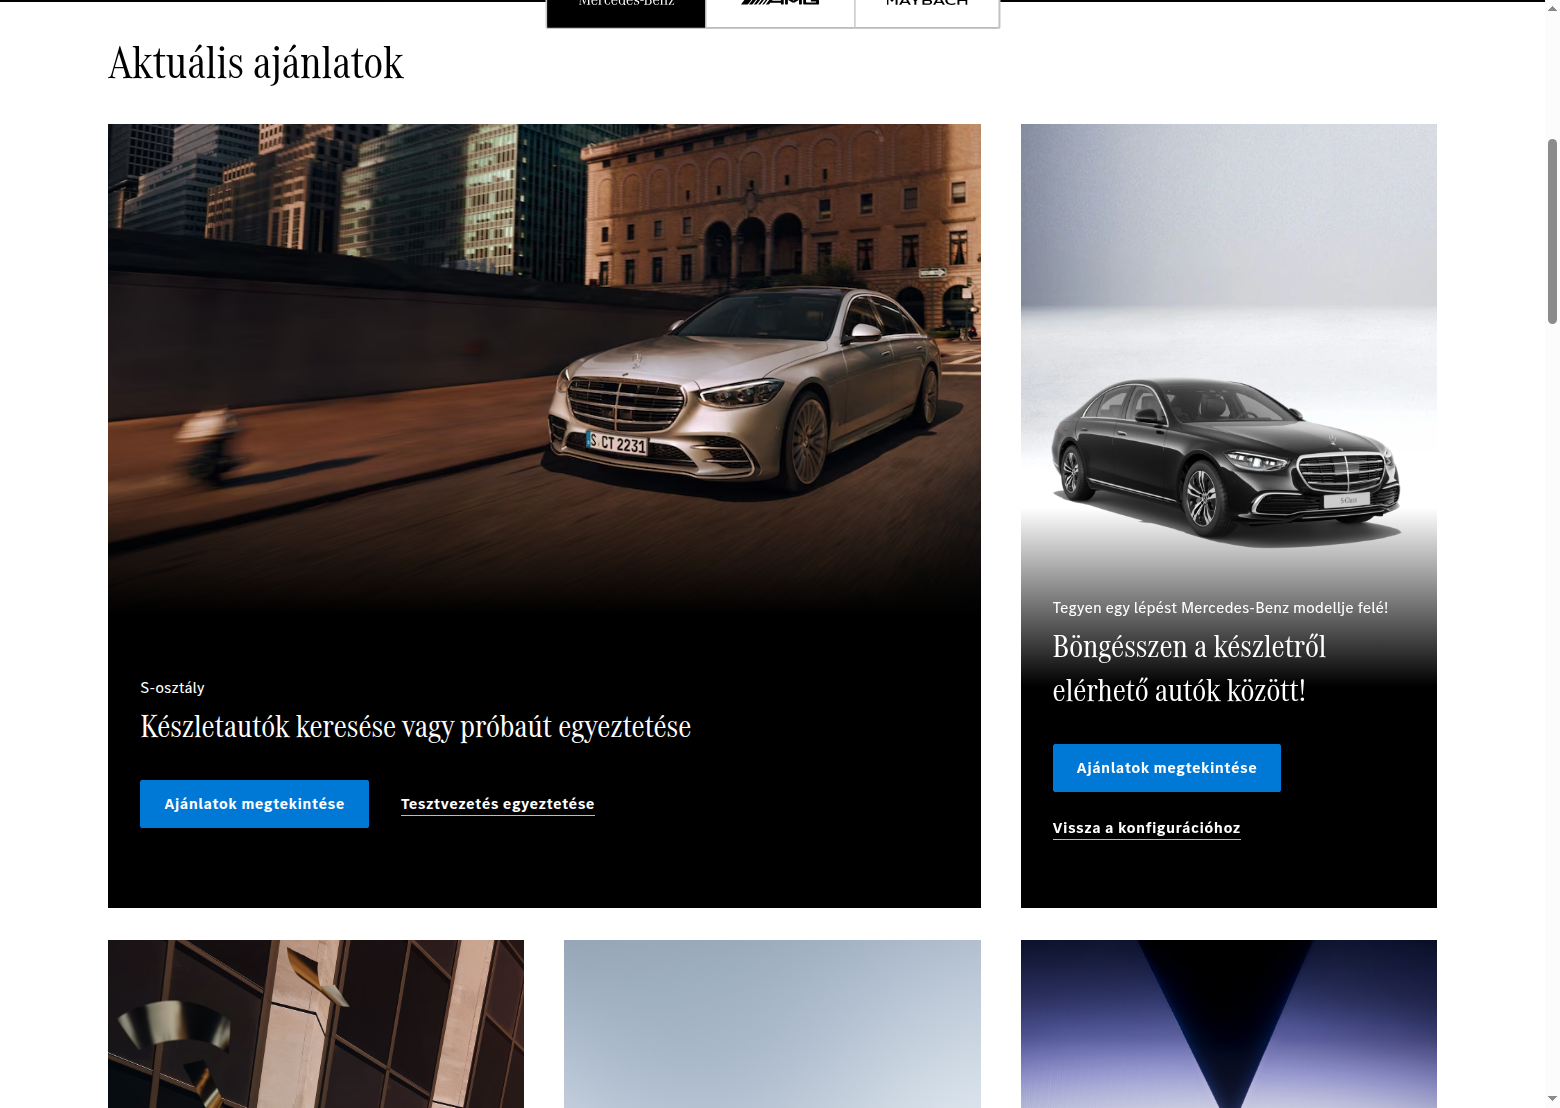 Mercedes-Benz
AMG
MAYBACH
Aktuális ajánlatok
S CT 2231
S-osztály
Készletautók keresése vagy próbaút egyeztetése
Ajánlatok megtekintése
Tesztvezetés egyeztetése
S-Class
Tegyen egy lépést Mercedes-Benz modellje felé!
Böngésszen a készletről
elérhető autók között!
Ajánlatok megtekintése
Vissza a konfigurációhoz